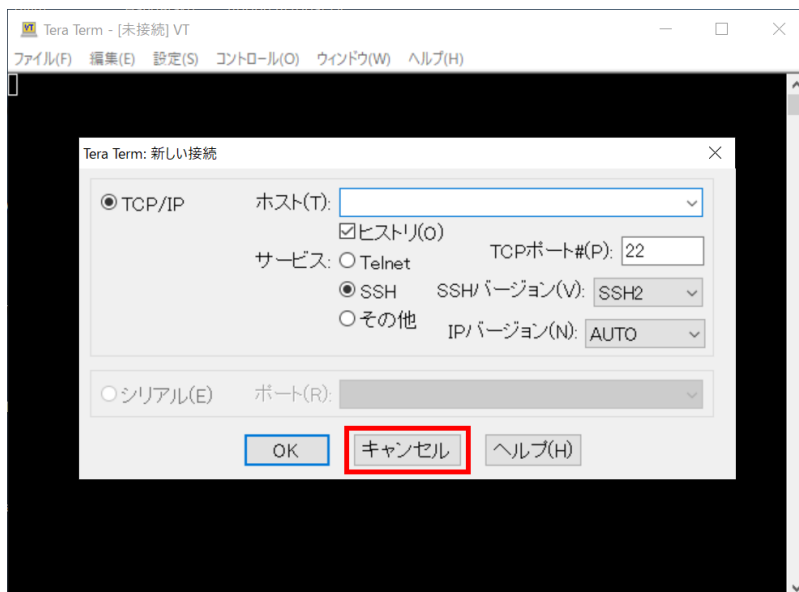 Tera Term - [未接続] VT
ファイル(F) 編集(E) 設定(S) コントロール(O) ウィンドウ(W) ヘルプ(H)
Tera Term: 新しい接続
TCP/IP ホスト(T):
ヒストリ(O)
サービス: Telnet TCPポート#(P): 22
SSH SSHバージョン(V): SSH2
その他 IPバージョン(N): AUTO
シリアル(E) ポート(R):
OK キャンセル ヘルプ(H)